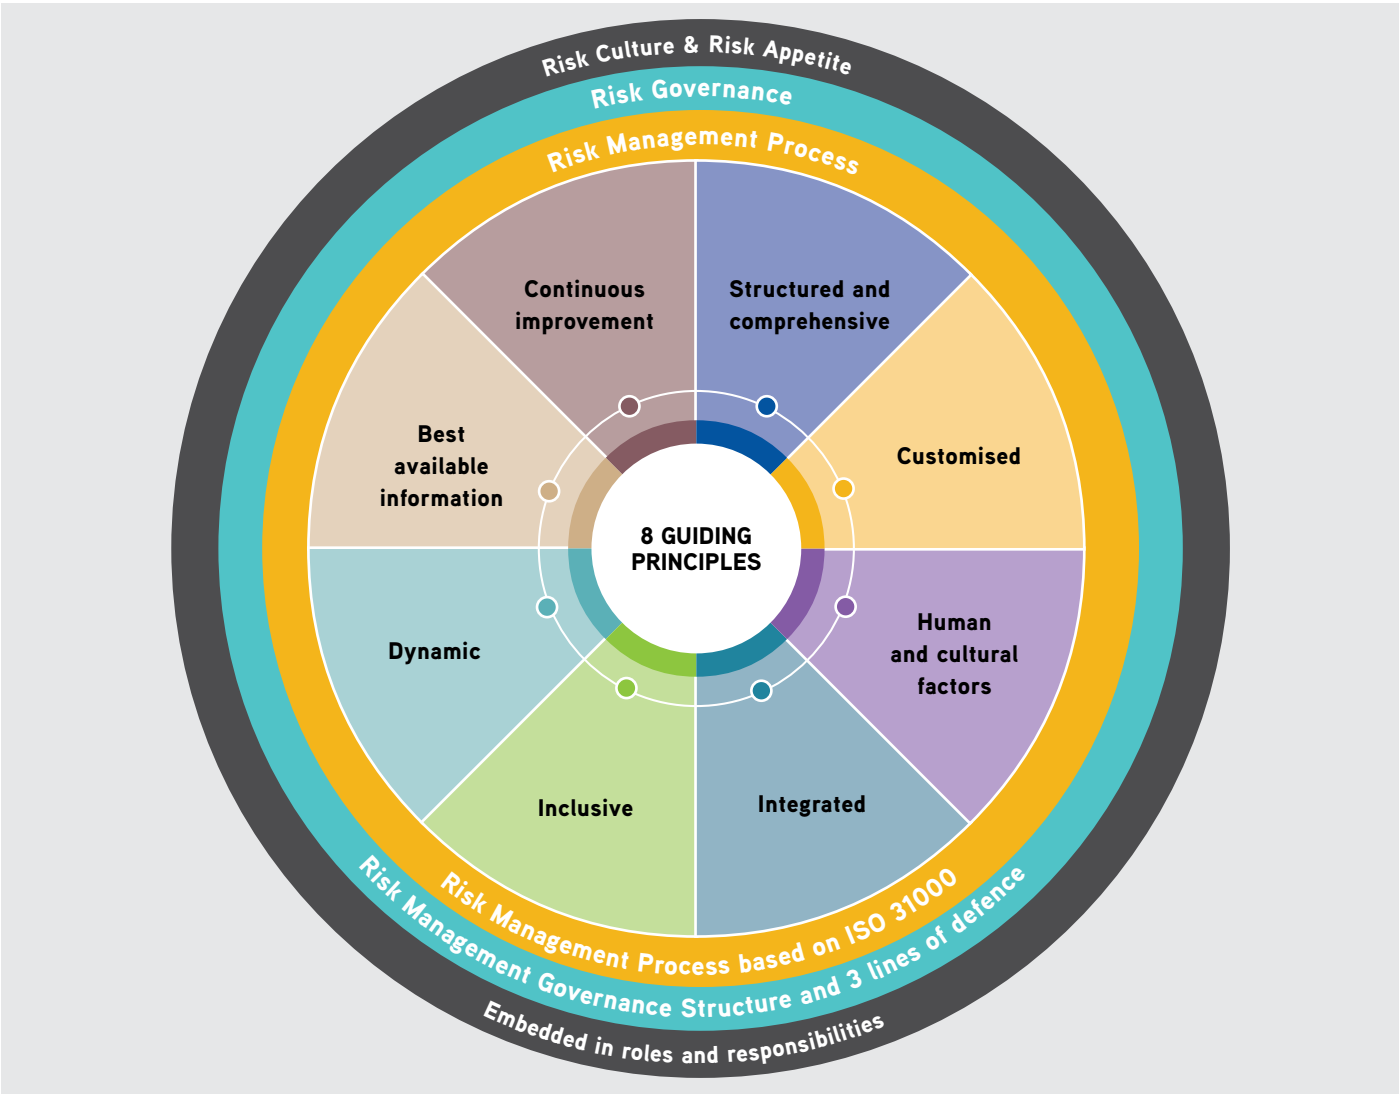 Risk Culture & Risk Appetite
Risk Governance
Risk Management Process
Continuous
improvement
Structured and
comprehensive
Best
available
information
Customised
8 GUIDING
PRINCIPLES
Dynamic
Human
and cultural
factors
Inclusive
Integrated
Risk Management Process based on ISO 31000
Risk Management Governance Structure and 3 lines of defence
Embedded in roles and responsibilities